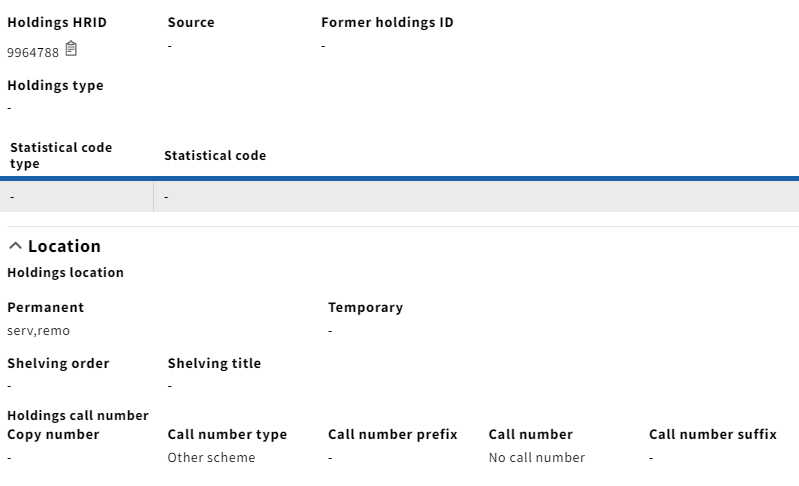 Holdings HRID Source Former holdings ID
9964788 - -
Holdings type
-
Statistical code type Statistical code
- -
Location
Holdings location
Permanent Temporary
serv,remo -
Shelving order Shelving title
- -
Holdings call number
Copy number Call number type Call number prefix Call number Call number suffix
- Other scheme - No call number -